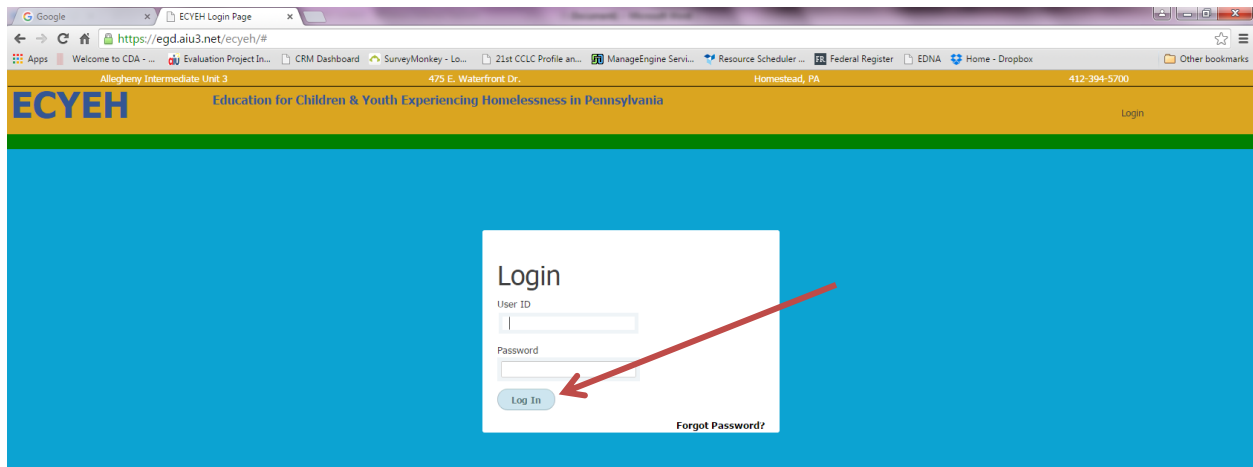 Google
ECYEH Login Page
https://egd.aiu3.net/ecyeh/#
Apps Welcome to CDA - ... Evaluation Project In... CRM Dashboard SurveyMonkey - Lo... 21st CCLC Profile an... ManageEngine Servi... Resource Scheduler ... Federal Register EDNA Home - Dropbox Other bookmarks
Allegheny Intermediate Unit 3 475 E. Waterfront Dr. Homestead, PA 412-394-5700
ECYEH Education for Children & Youth Experiencing Homelessness in Pennsylvania
Login
Login
User ID
Password
Log In
Forgot Password?